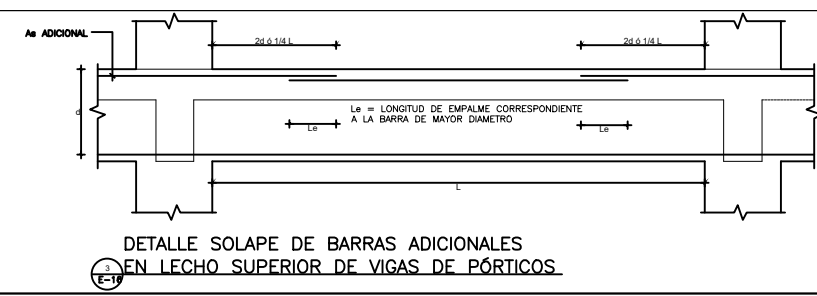 As ADICIONAL
2d ó 1/4 L
2d ó 1/4 L
d
Le = LONGITUD DE EMPALME CORRESPONDIENTE
A LA BARRA DE MAYOR DIAMETRO
Le
Le
L
DETALLE SOLAPE DE BARRAS ADICIONALES
EN LECHO SUPERIOR DE VIGAS DE PÓRTICOS
3
E-16